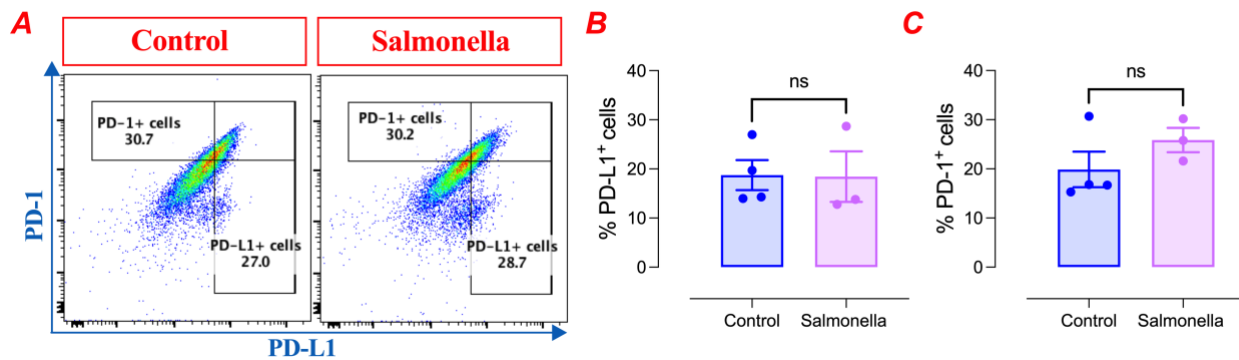 A
Control
Salmonella
PD-1
PD-1+ cells
30.7
PD-L1+ cells
27.0
PD-1+ cells
30.2
PD-L1+ cells
28.7
PD-L1
B
% PD-L1⁺ cells
40
30
20
10
0
ns
Control Salmonella
C
% PD-1⁺ cells
40
30
20
10
0
ns
Control Salmonella